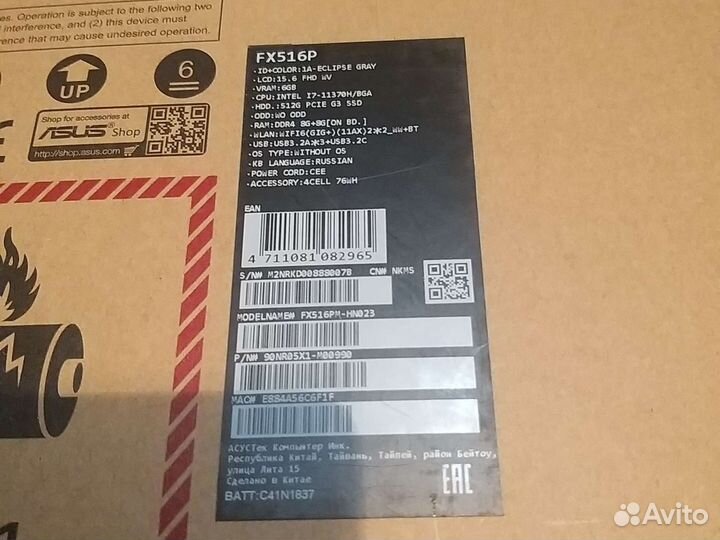 Operation is subject to the following two
interference, and (2) this device must
rence that may cause undesired operation.
UP
6
Shop for accessories at
ASUS® Shop
http://shop.asus.com
FX516P
·ID+COLOR:1A-ECLIPSE GRAY
·LCD:15.6 FHD WV
·VRAM:6GB
·CPU:INTEL I7-11370H/BGA
·HDD.:512G PCIE G3 SSD
·ODD:WO ODD
·RAM:DDR4 8G+8G[ON BD.]
·WLAN:WIFI6(GIG+)(11AX)2*2_WW+BT
·USB:USB3.2A*3+USB3.2C
·OS TYPE:WITHOUT OS
·KB LANGUAGE:RUSSIAN
·POWER CORD:CEE
·ACCESSORY:4CELL 76WH
EAN
4 711081 082965
S/N# M2NRKD008888007B CN# NKMS
MODELNAME# FX516PM-HN023
P/N# 90NR05X1-M00990
MAC# E884A56C6F1F
АСУСТек Компьютер Инк.
Республика Китай, Тайвань, Тайпей, район Бейтоу,
улица Лита 15
Сделано в Китае
BATT:C41N1837
EAC
1
Avito